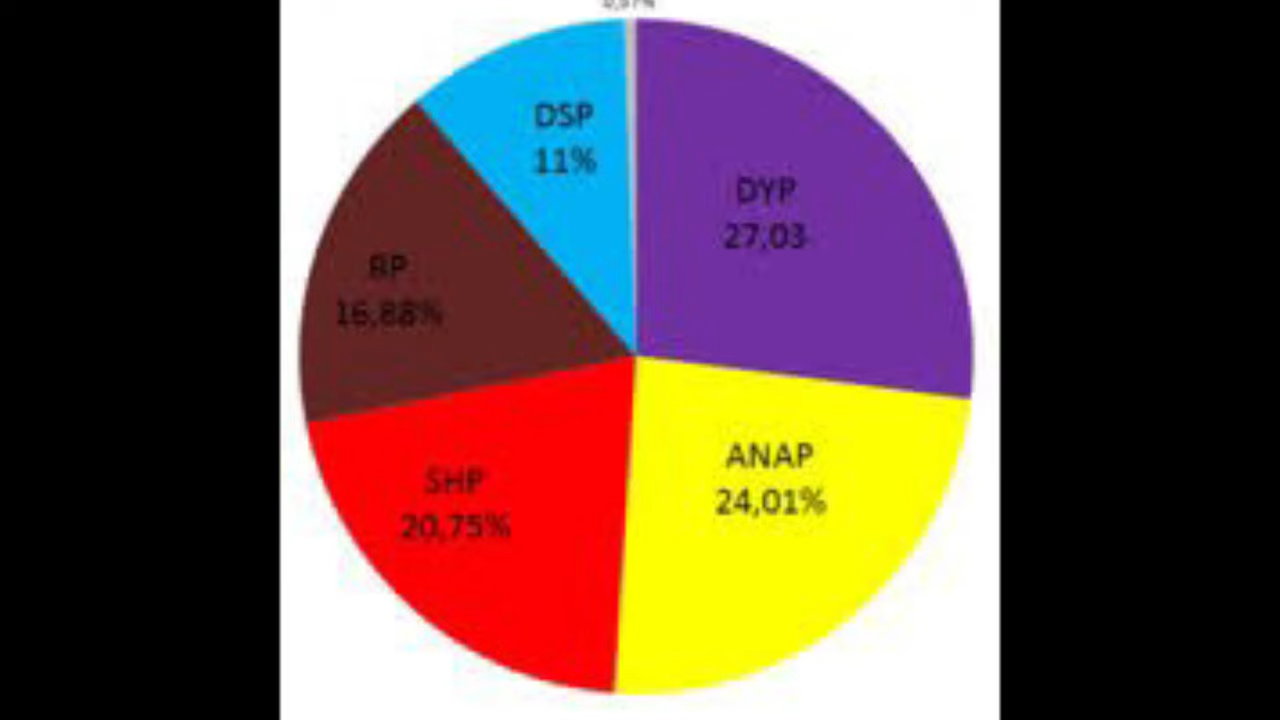 DSP
11%
DYP
27,03
RP
16,88%
ANAP
24,01%
SHP
20,75%